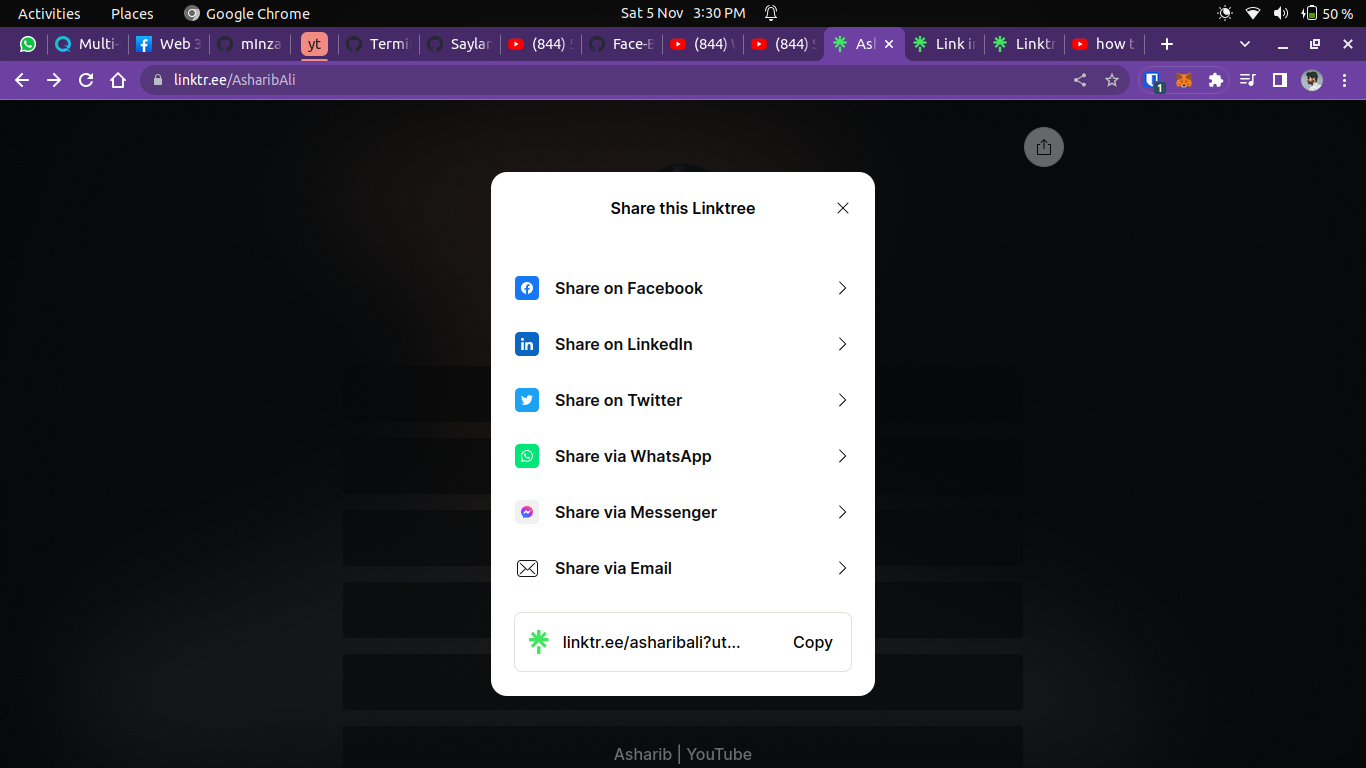 Activities Places Google Chrome Sat 5 Nov 3:30 PM 50 %
Multi- Web 3 mInza yt Termi Saylar (844) Face- (844) (844) Link i Linktr how t
linktr.ee/AsharibAli 1
Share this Linktree
Share on Facebook
Share on LinkedIn
Share on Twitter
Share via WhatsApp
Share via Messenger
Share via Email
linktr.ee/asharibali?ut... Copy
Asharib | YouTube